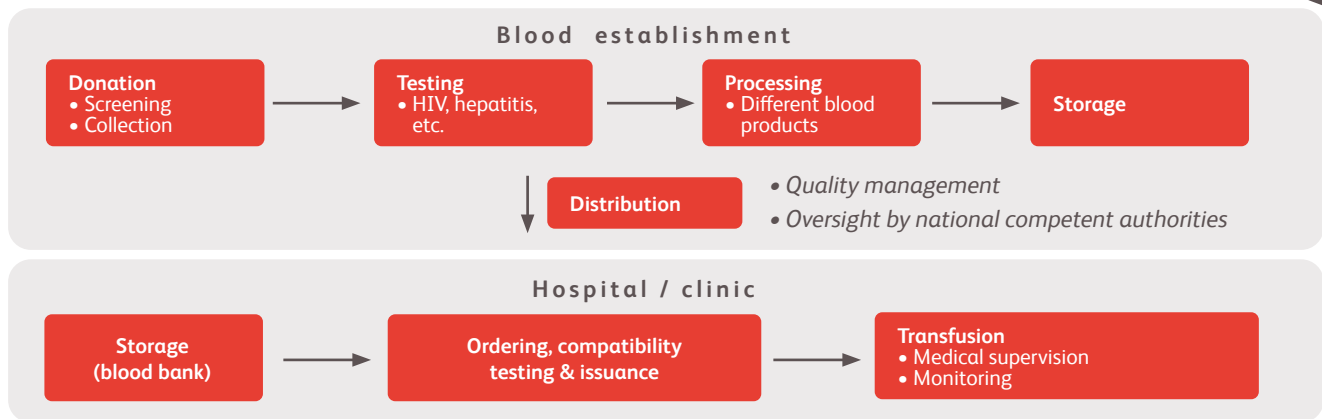 Blood establishment
Donation
• Screening
• Collection
Testing
• HIV, hepatitis,
etc.
Processing
• Different blood
products
Storage
Distribution
• Quality management
• Oversight by national competent authorities
Hospital / clinic
Storage
(blood bank)
Ordering, compatibility
testing & issuance
Transfusion
• Medical supervision
• Monitoring